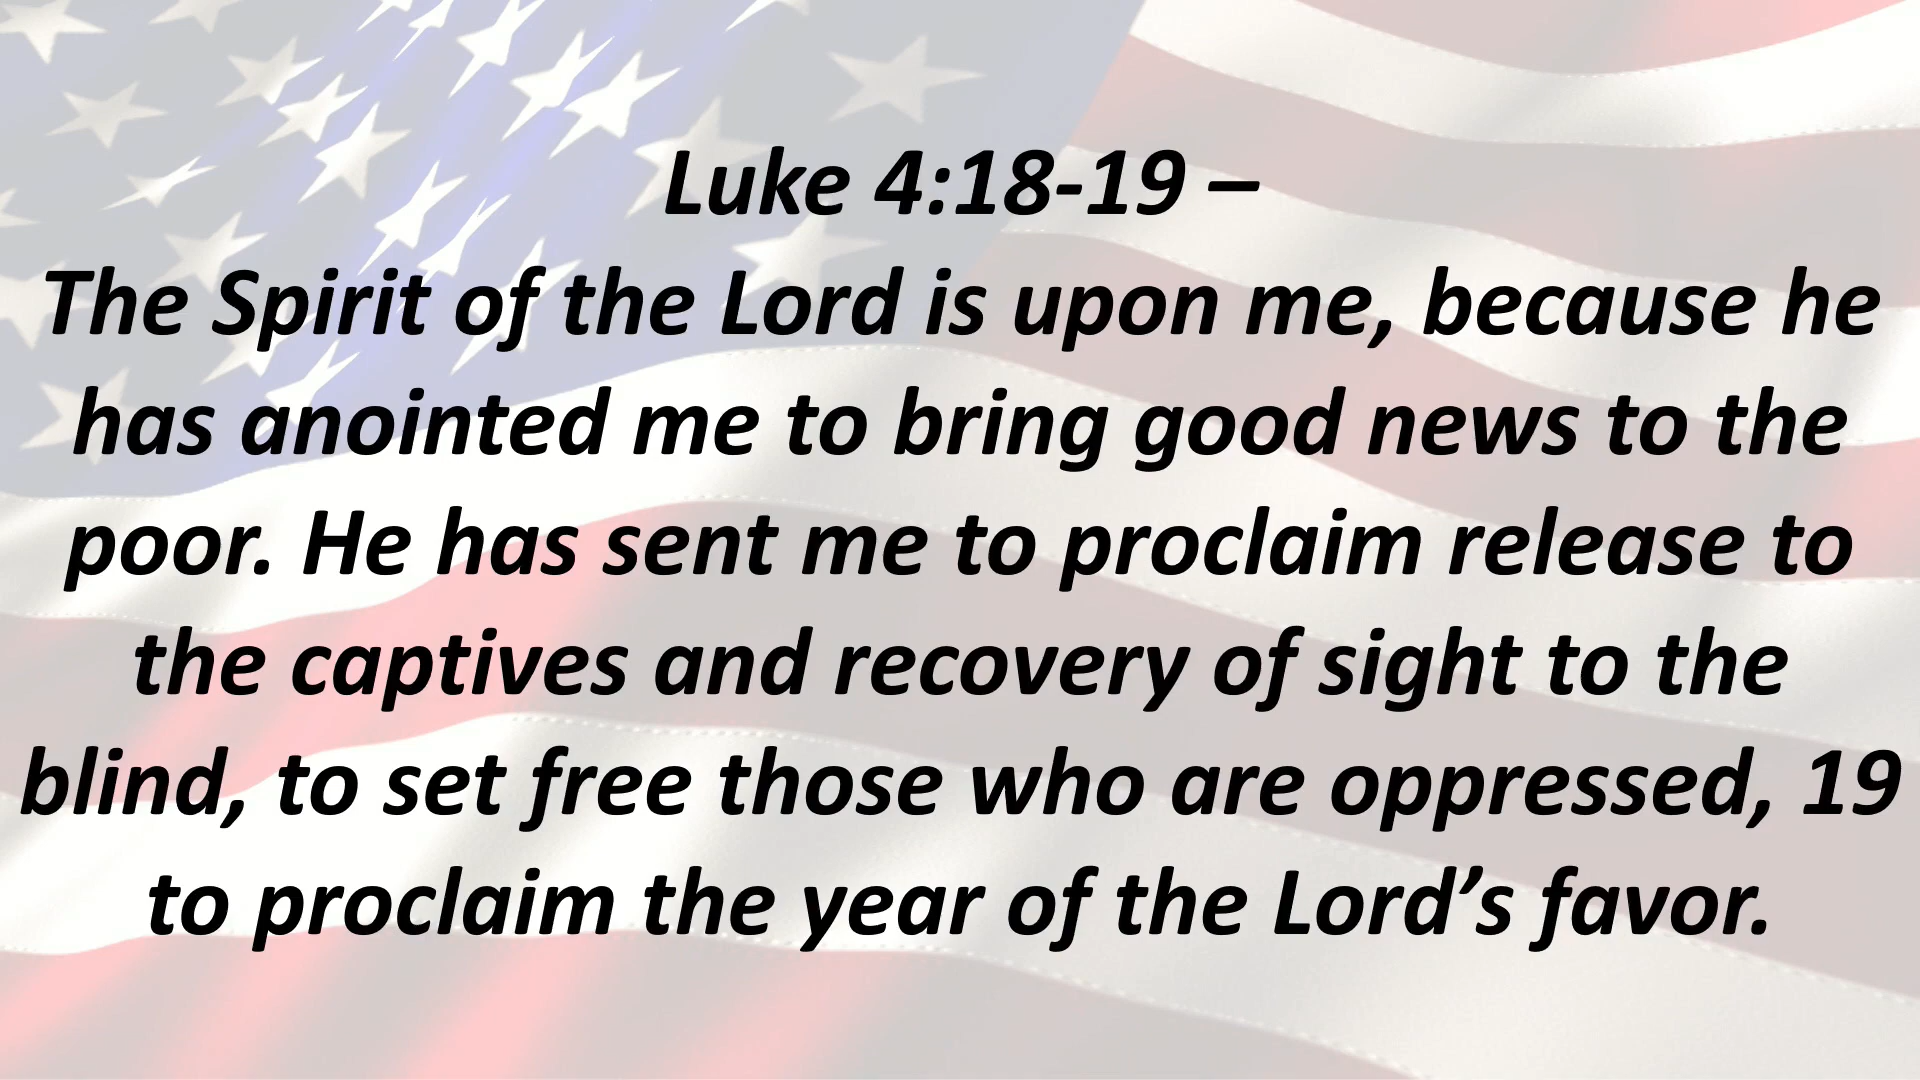 Luke 4:18-19 –
The Spirit of the Lord is upon me, because he
has anointed me to bring good news to the
poor. He has sent me to proclaim release to
the captives and recovery of sight to the
blind, to set free those who are oppressed, 19
to proclaim the year of the Lord’s favor.